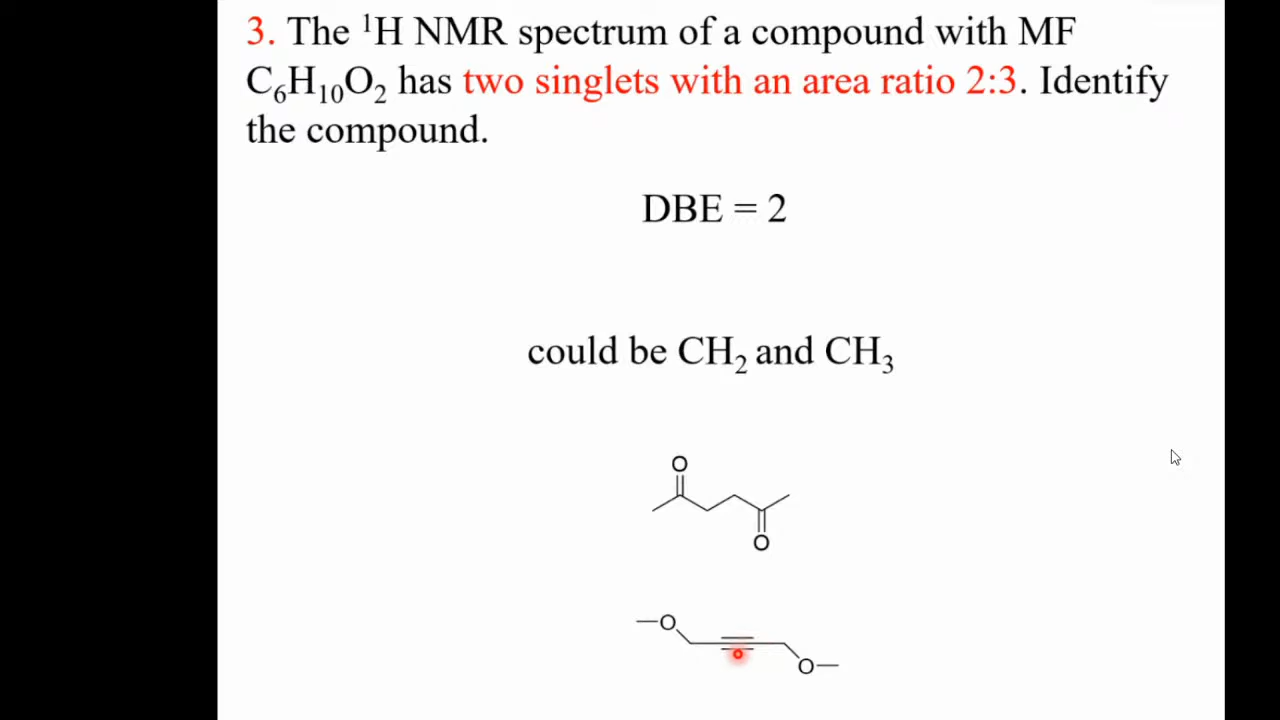 3. The ¹H NMR spectrum of a compound with MF
C₆H₁₀O₂ has two singlets with an area ratio 2:3. Identify
the compound.
DBE = 2
could be CH₂ and CH₃
O
O
O
O